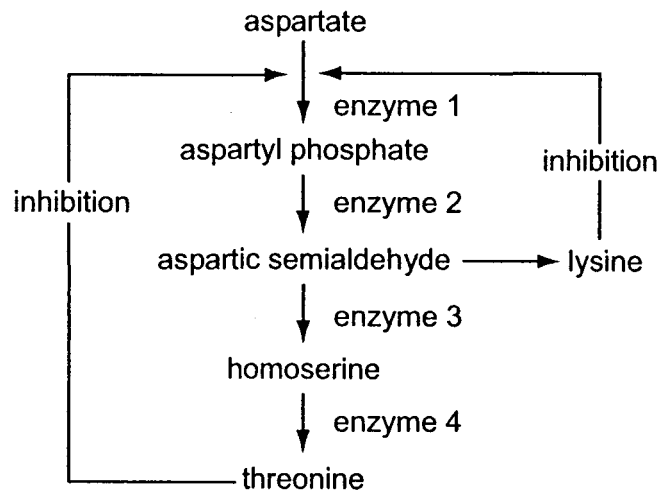 aspartate
enzyme 1
aspartyl phosphate
inhibition
inhibition
enzyme 2
aspartic semialdehyde
lysine
enzyme 3
homoserine
enzyme 4
threonine